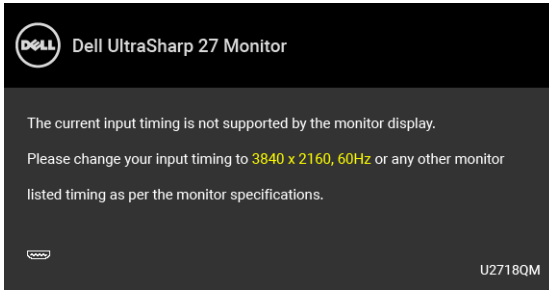 DELL
Dell UltraSharp 27 Monitor
The current input timing is not supported by the monitor display.
Please change your input timing to 3840 x 2160, 60Hz or any other monitor
listed timing as per the monitor specifications.
U2718QM